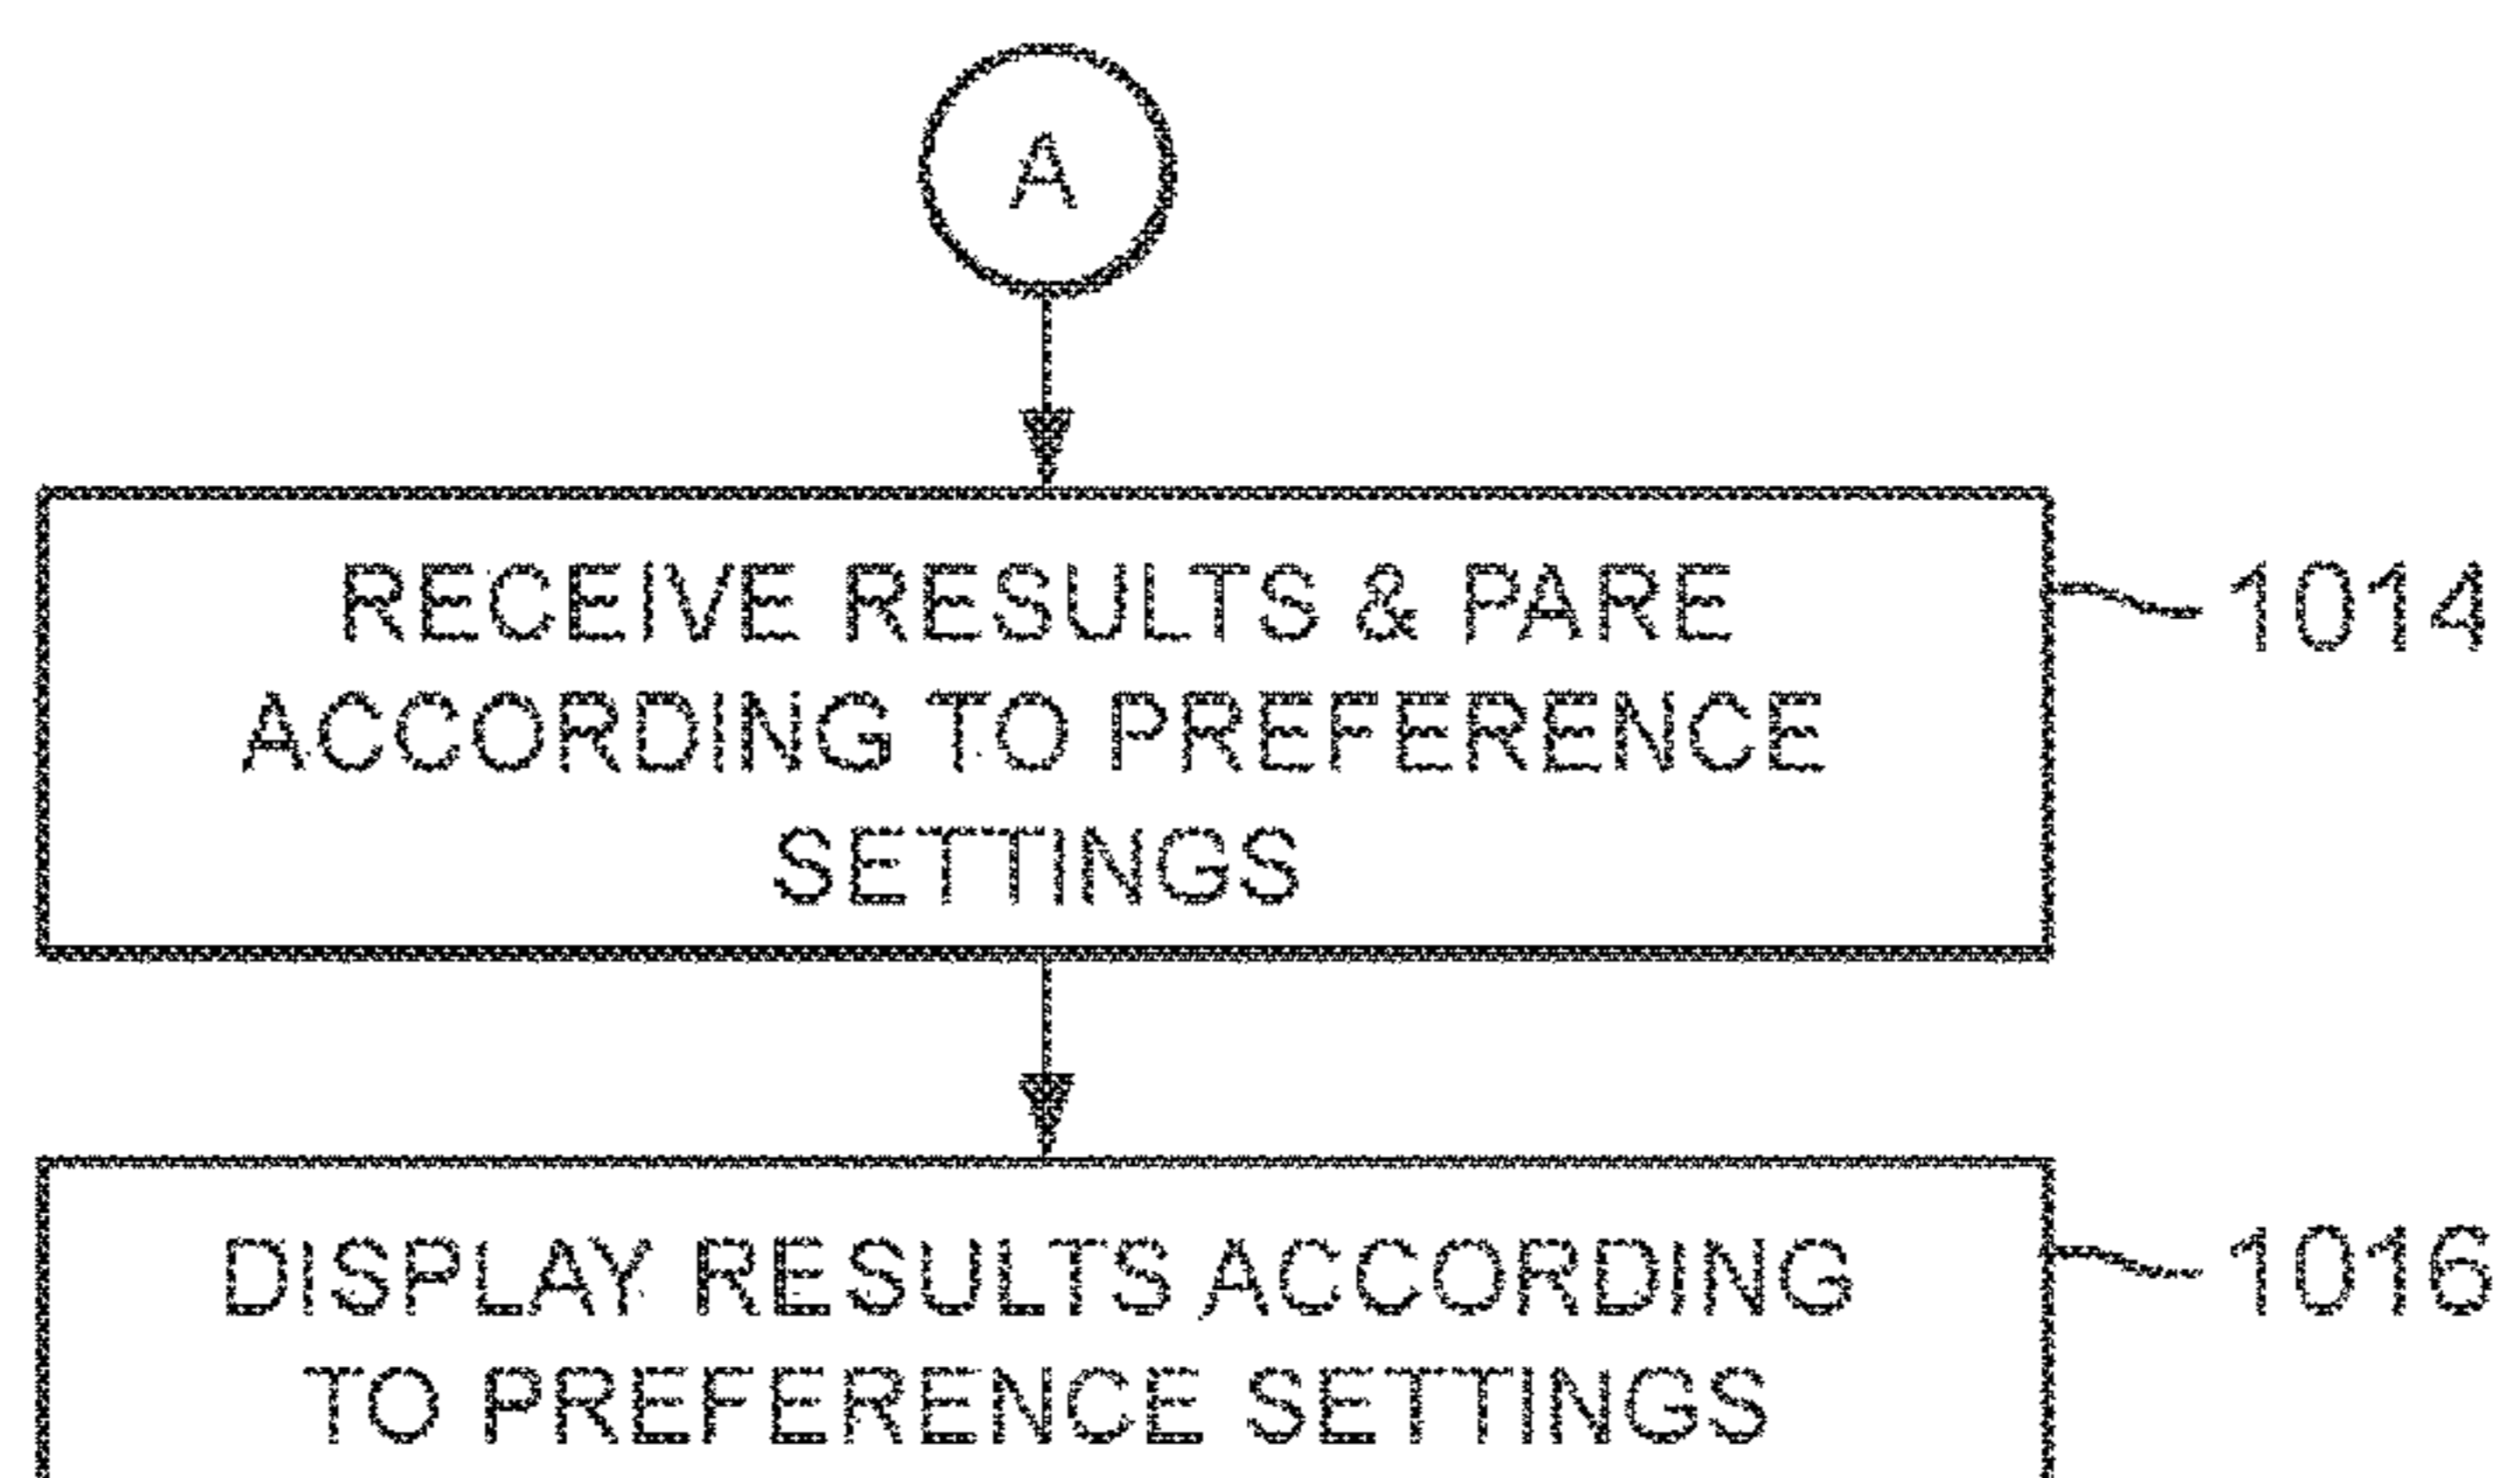 A
RECEIVE RESULTS & PARE
ACCORDING TO PREFERENCE
SETTINGS
1014
DISPLAY RESULTS ACCORDING
TO PREFERENCE SETTINGS
1016